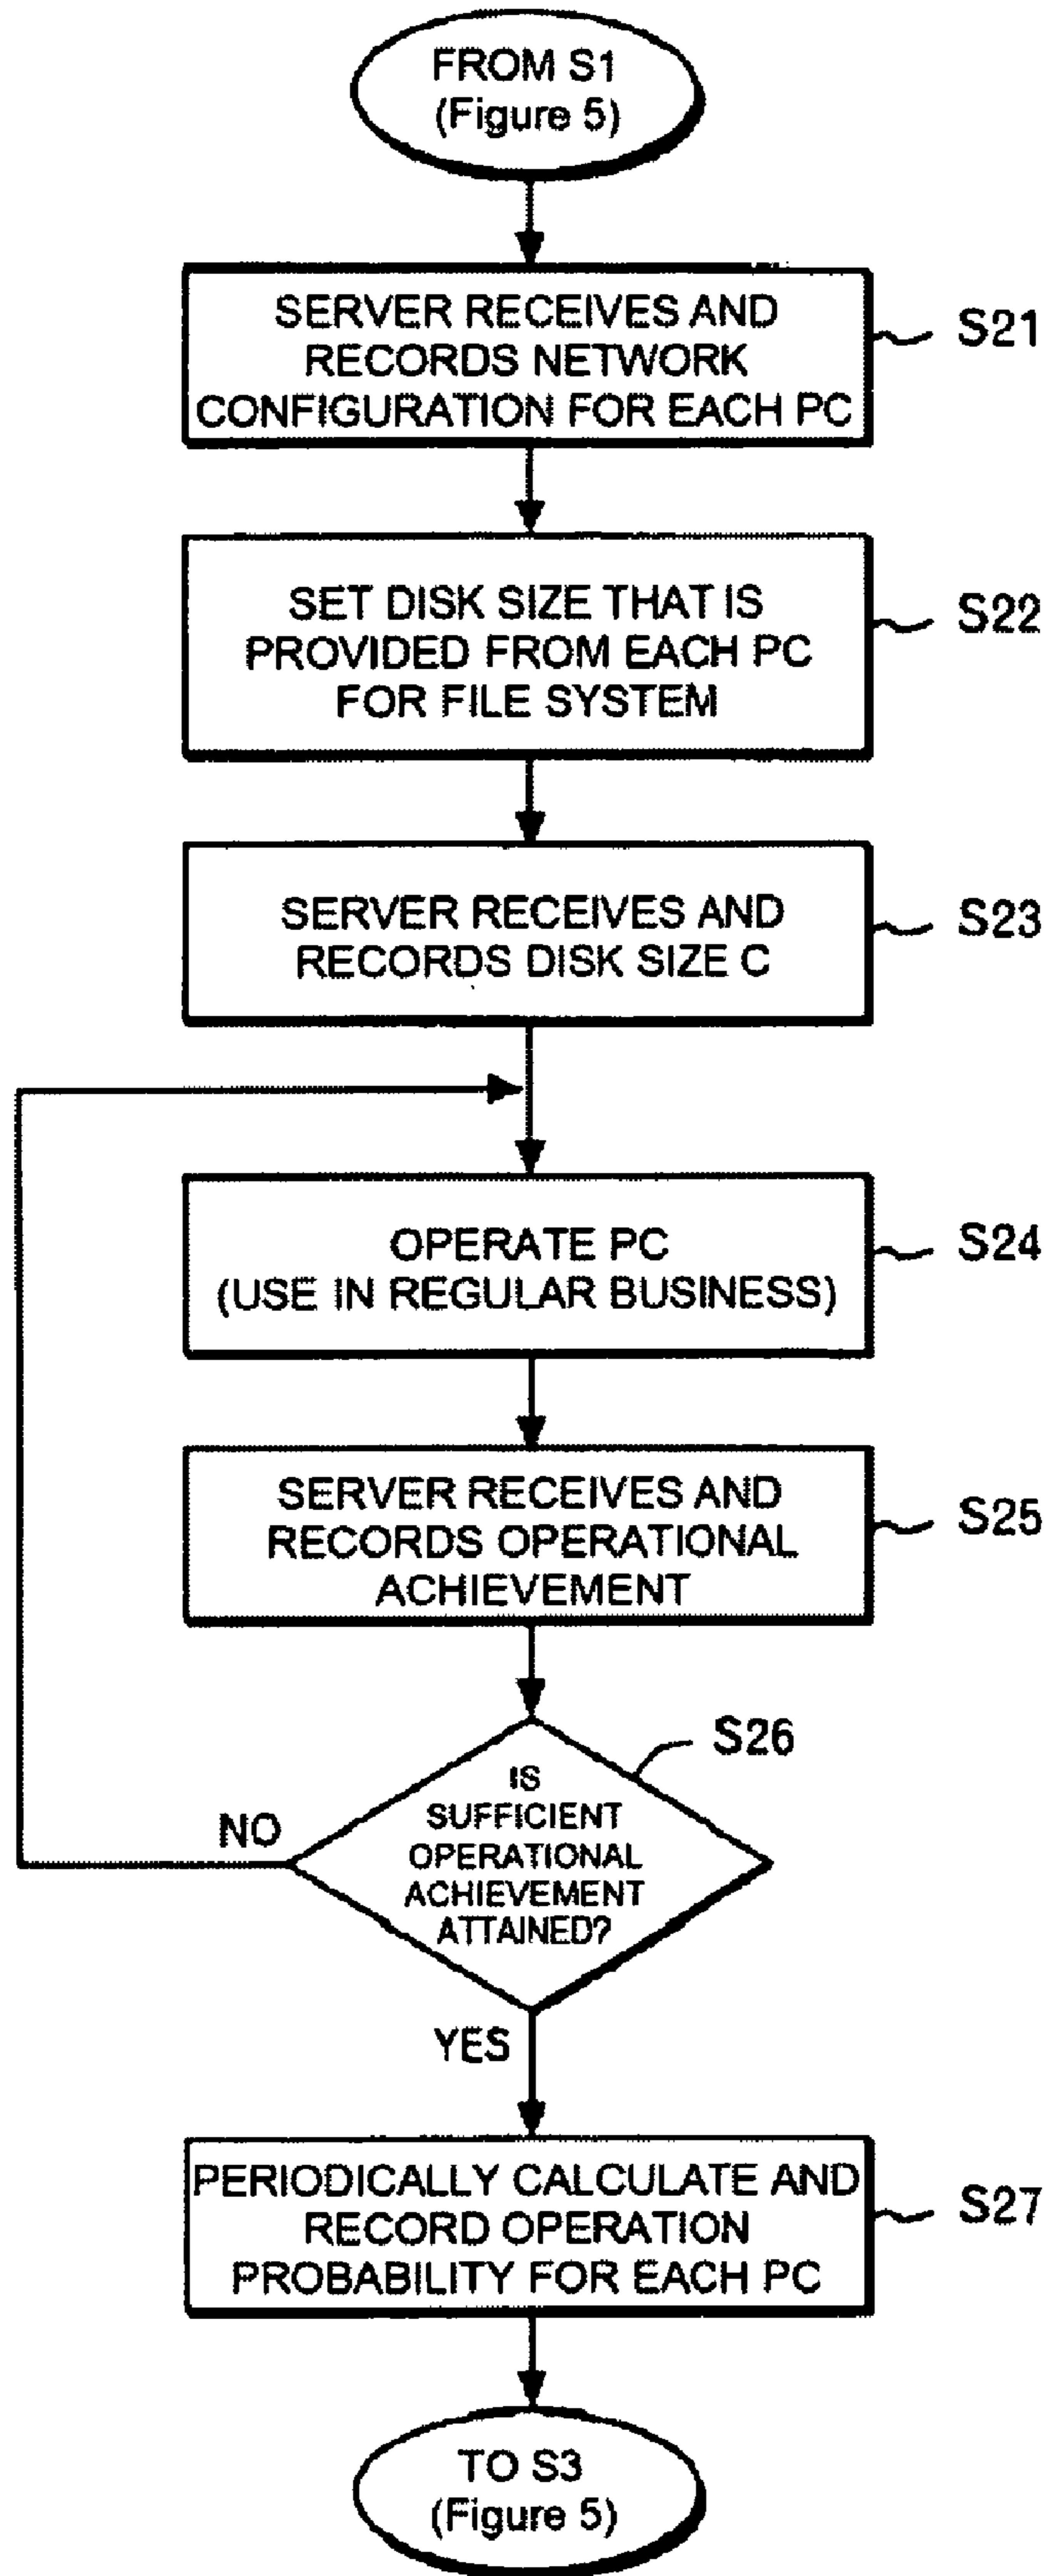 FROM S1
(Figure 5)
SERVER RECEIVES AND
RECORDS NETWORK
CONFIGURATION FOR EACH PC
S21
SET DISK SIZE THAT IS
PROVIDED FROM EACH PC
FOR FILE SYSTEM
S22
SERVER RECEIVES AND
RECORDS DISK SIZE C
S23
OPERATE PC
(USE IN REGULAR BUSINESS)
S24
SERVER RECEIVES AND
RECORDS OPERATIONAL
ACHIEVEMENT
S25
S26
IS
SUFFICIENT
OPERATIONAL
ACHIEVEMENT
ATTAINED?
NO
YES
PERIODICALLY CALCULATE AND
RECORD OPERATION
PROBABILITY FOR EACH PC
S27
TO S3
(Figure 5)